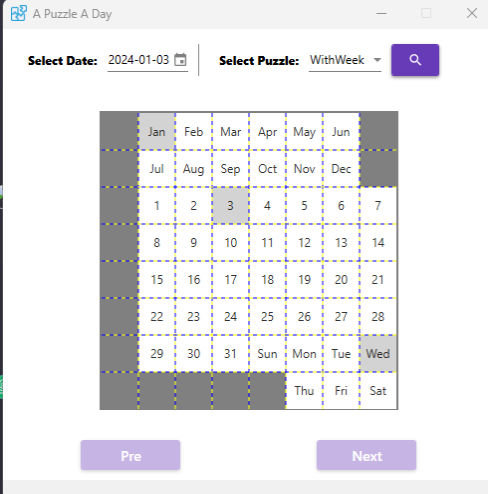 A Puzzle A Day
Select Date: 2024-01-03 Select Puzzle: WithWeek
Jan Feb Mar Apr May Jun
Jul Aug Sep Oct Nov Dec
1 2 3 4 5 6 7
8 9 10 11 12 13 14
15 16 17 18 19 20 21
22 23 24 25 26 27 28
29 30 31 Sun Mon Tue Wed
Thu Fri Sat
Pre Next